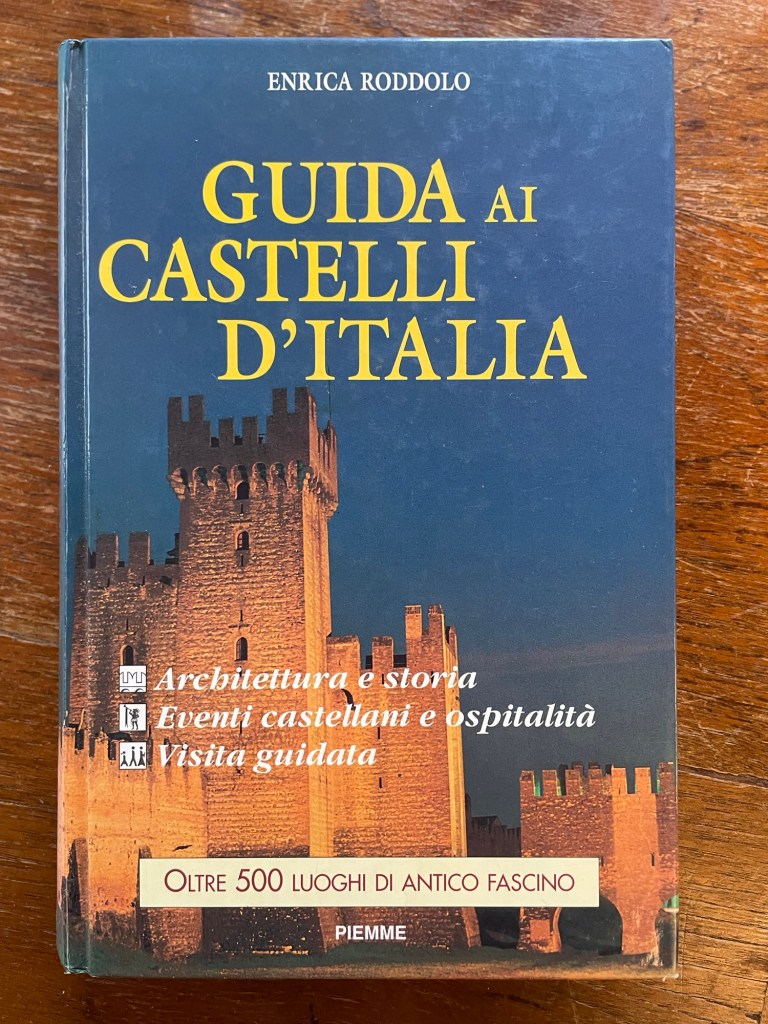 ENRICA RODDOLO
GUIDA AI
CASTELLI
D'ITALIA
Architettura e storia
Eventi castellani e ospitalità
Visita guidata
OLTRE 500 LUOGHI DI ANTICO FASCINO
PIEMME